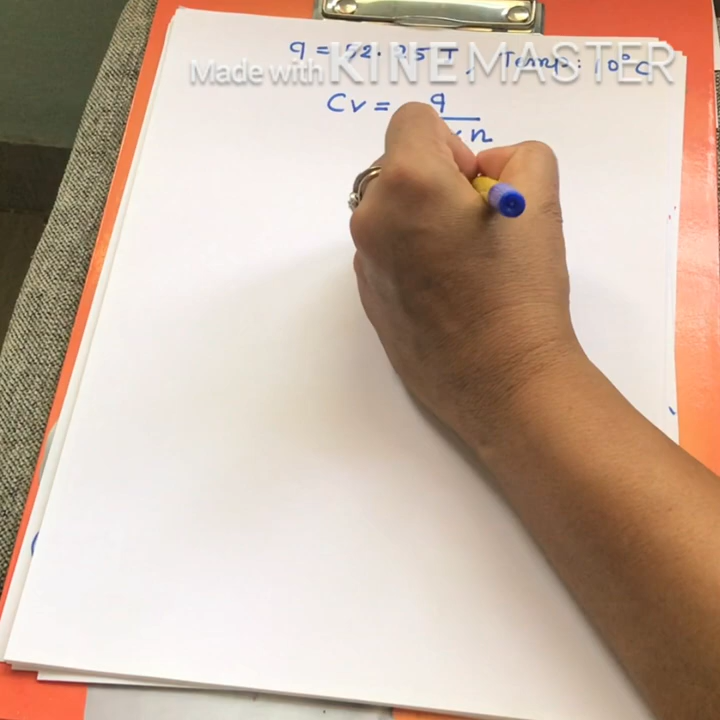 q = 52.25 J, Temp: 10°C
Made with KINEMASTER
Cv = q
n